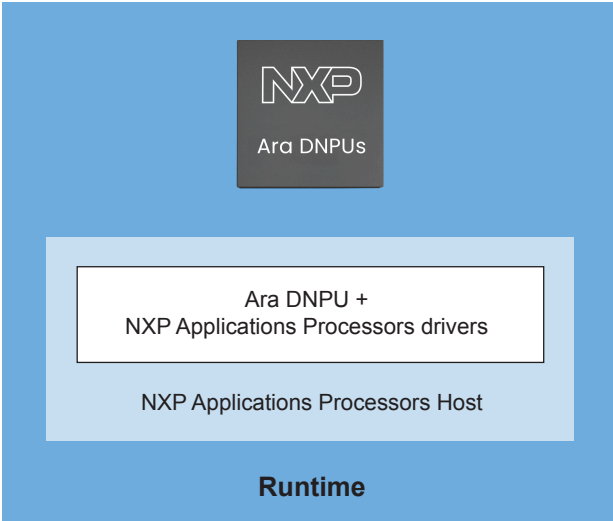 NXP
Ara DNPUs
Ara DNPU +
NXP Applications Processors drivers
NXP Applications Processors Host
Runtime